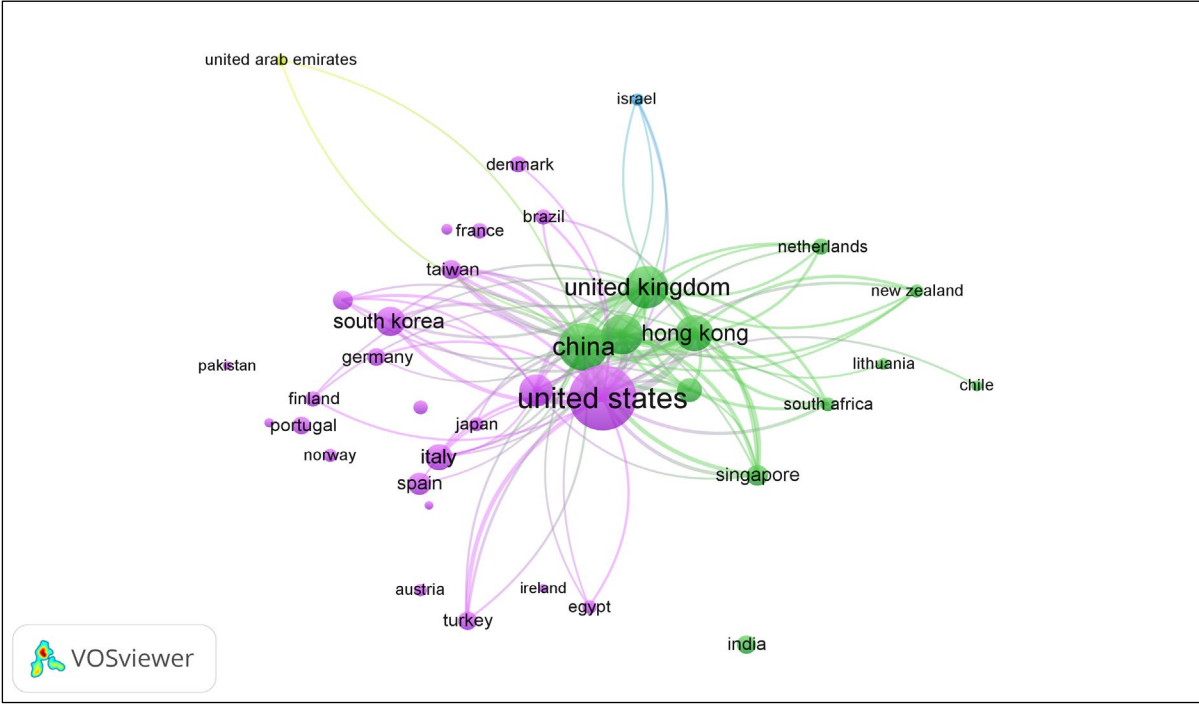 united arab emirates
israel
denmark
brazil
france
netherlands
taiwan
united kingdom
new zealand
south korea
hong kong
china
germany
pakistan
lithuania
chile
finland
united states
south africa
portugal
japan
norway
italy
singapore
spain
austria
ireland
egypt
turkey
india
VOSviewer